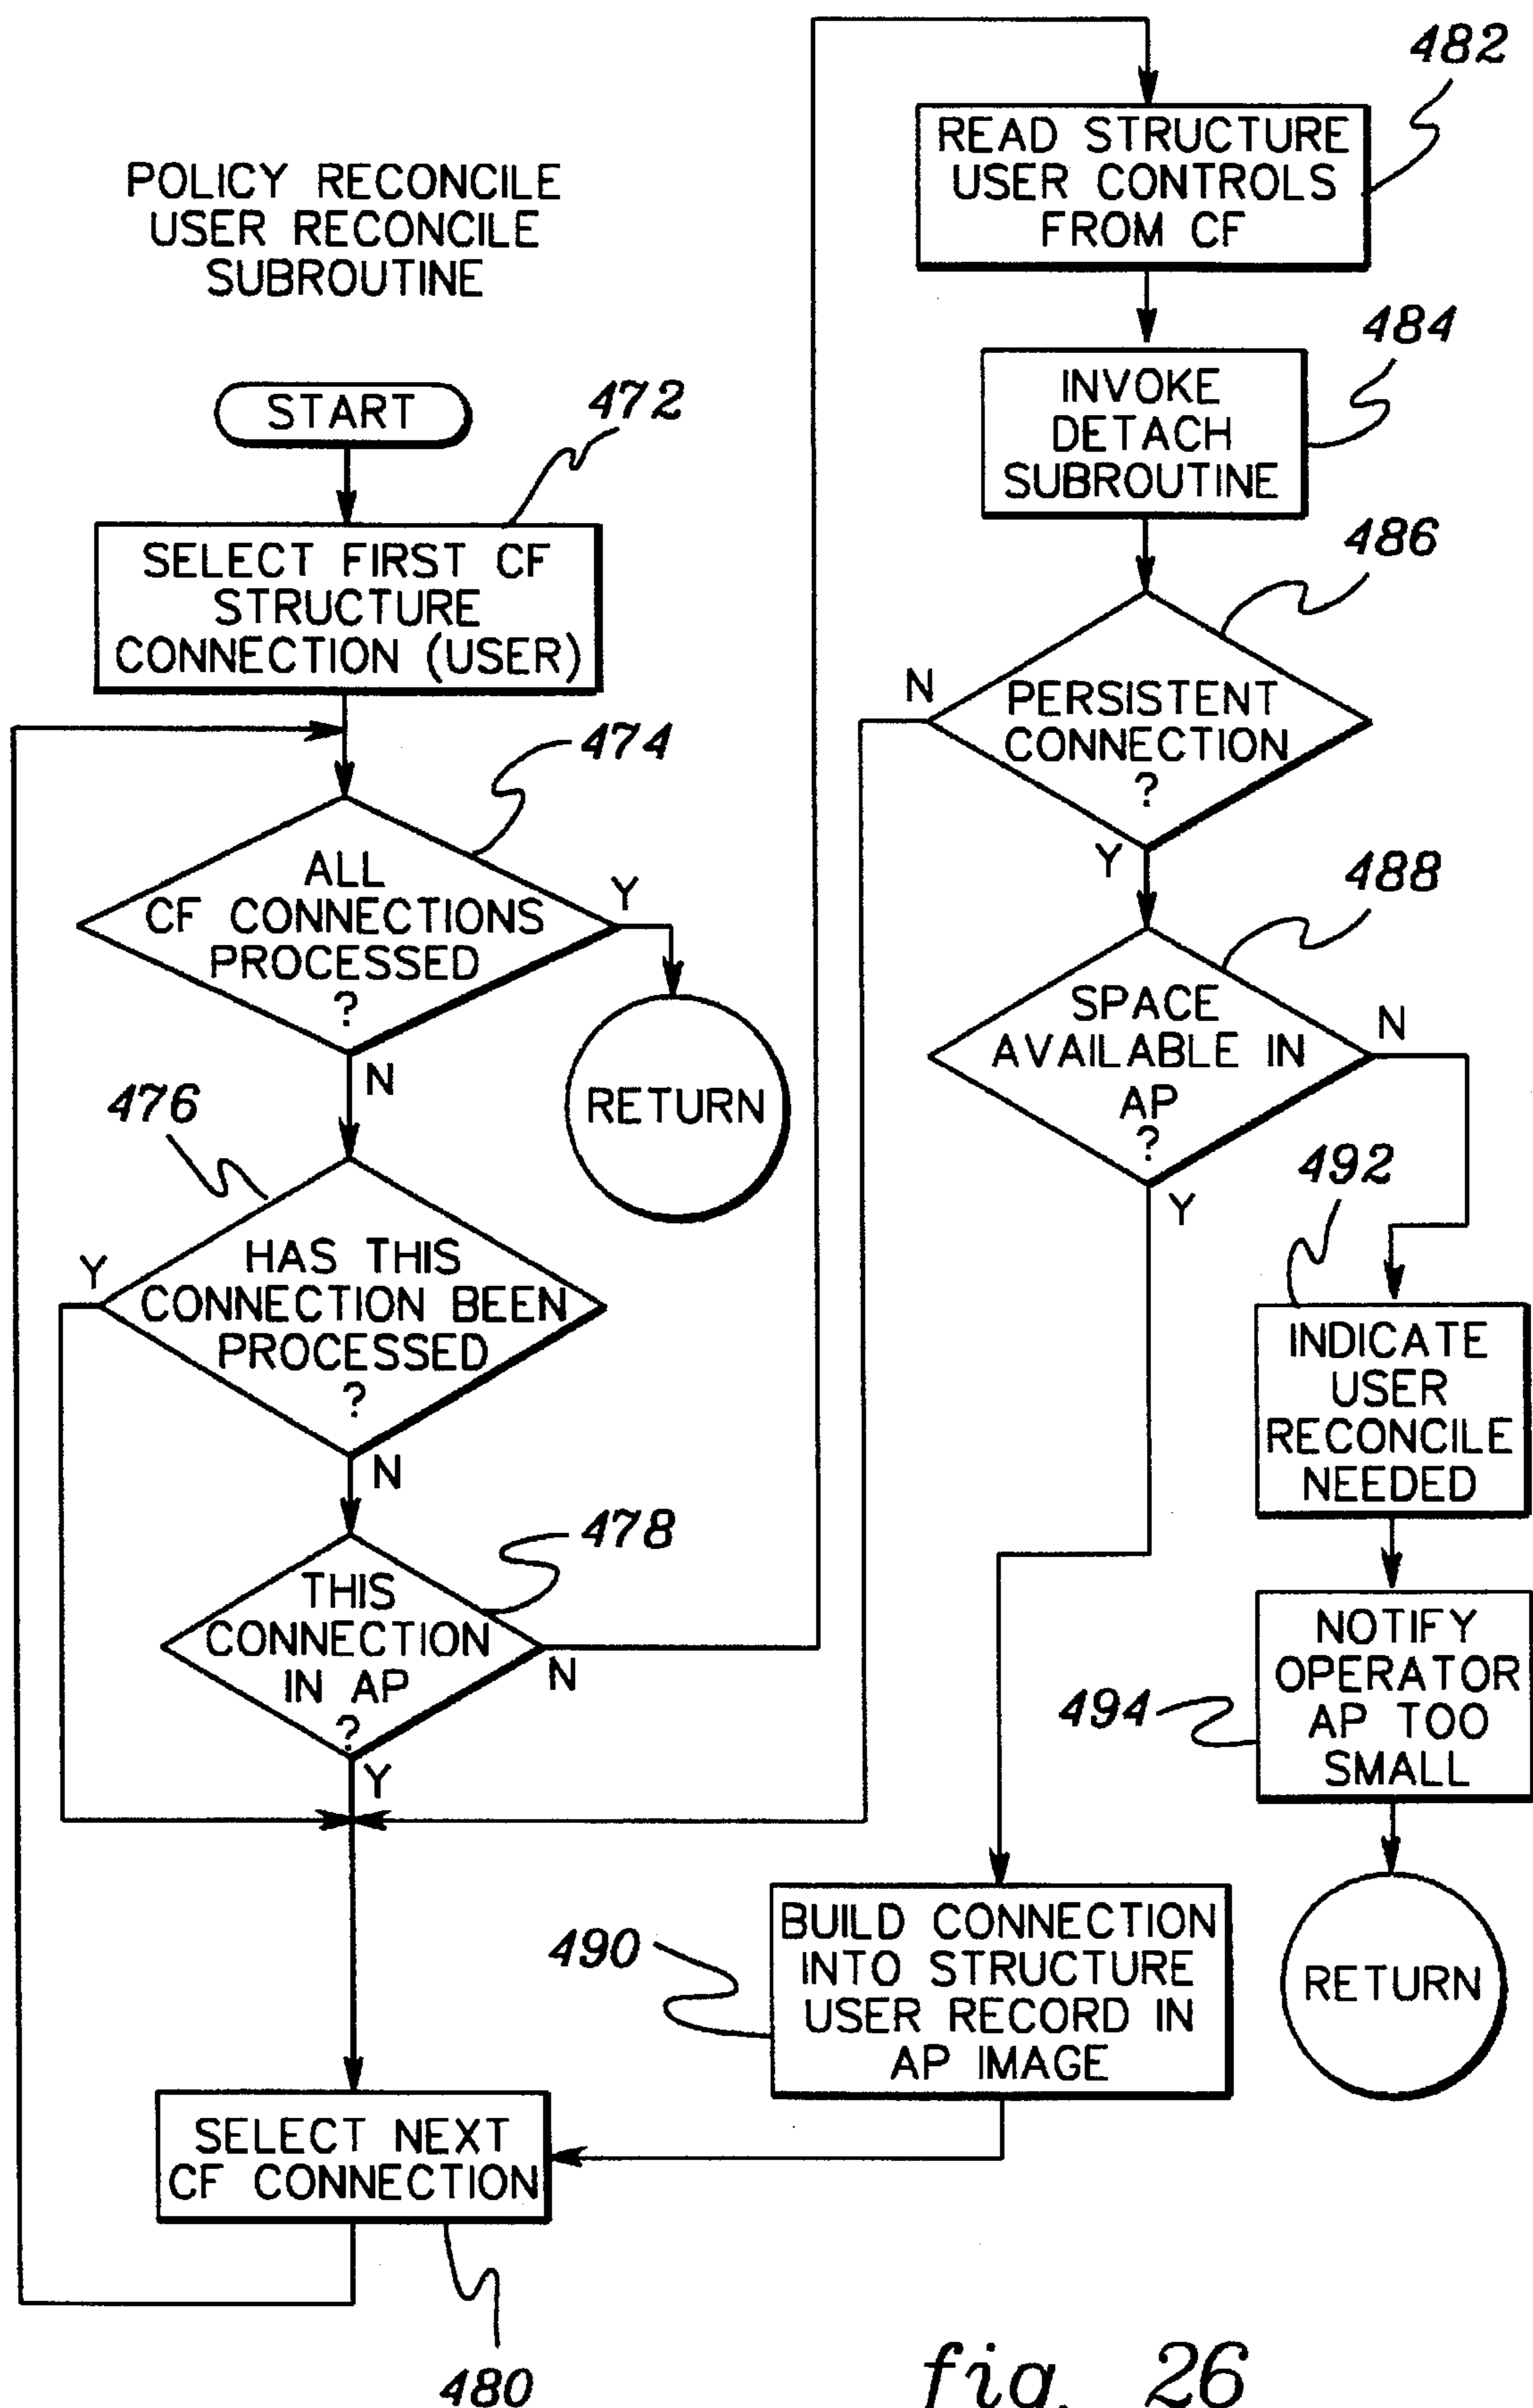 POLICY RECONCILE
USER RECONCILE
SUBROUTINE
START
472
SELECT FIRST CF
STRUCTURE
CONNECTION (USER)
474
ALL
CF CONNECTIONS
PROCESSED
?
Y
RETURN
N
476
HAS THIS
CONNECTION BEEN
PROCESSED
?
Y
N
478
THIS
CONNECTION
IN AP
?
N
Y
SELECT NEXT
CF CONNECTION
480
482
READ STRUCTURE
USER CONTROLS
FROM CF
484
INVOKE
DETACH
SUBROUTINE
486
N
PERSISTENT
CONNECTION
?
Y
488
SPACE
AVAILABLE IN
AP
?
N
Y
492
INDICATE
USER
RECONCILE
NEEDED
NOTIFY
OPERATOR
AP TOO
SMALL
494
RETURN
490
BUILD CONNECTION
INTO STRUCTURE
USER RECORD IN
AP IMAGE
fig. 26